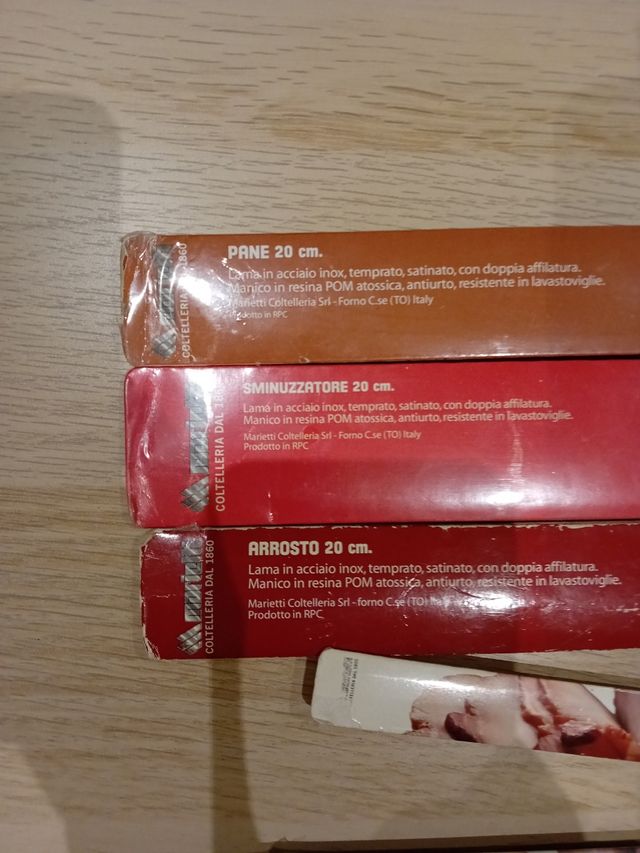 PANE 20 cm.
Lama in acciaio inox, temprato, satinato, con doppia affilatura.
Manico in resina POM atossica, antiurto, resistente in lavastoviglie.
Marietti Coltelleria Srl - Forno C.se (TO) Italy
Prodotto in RPC
COLTELLERIA DAL 1860
SMINUZZATORE 20 cm.
Lama in acciaio inox, temprato, satinato, con doppia affilatura.
Manico in resina POM atossica, antiurto, resistente in lavastoviglie.
Marietti Coltelleria Srl - Forno C.se (TO) Italy
Prodotto in RPC
COLTELLERIA DAL 1860
ARROSTO 20 cm.
Lama in acciaio inox, temprato, satinato, con doppia affilatura.
Manico in resina POM atossica, antiurto, resistente in lavastoviglie.
Marietti Coltelleria Srl - forno C.se (TO)
Prodotto in RPC
COLTELLERIA DAL 1860